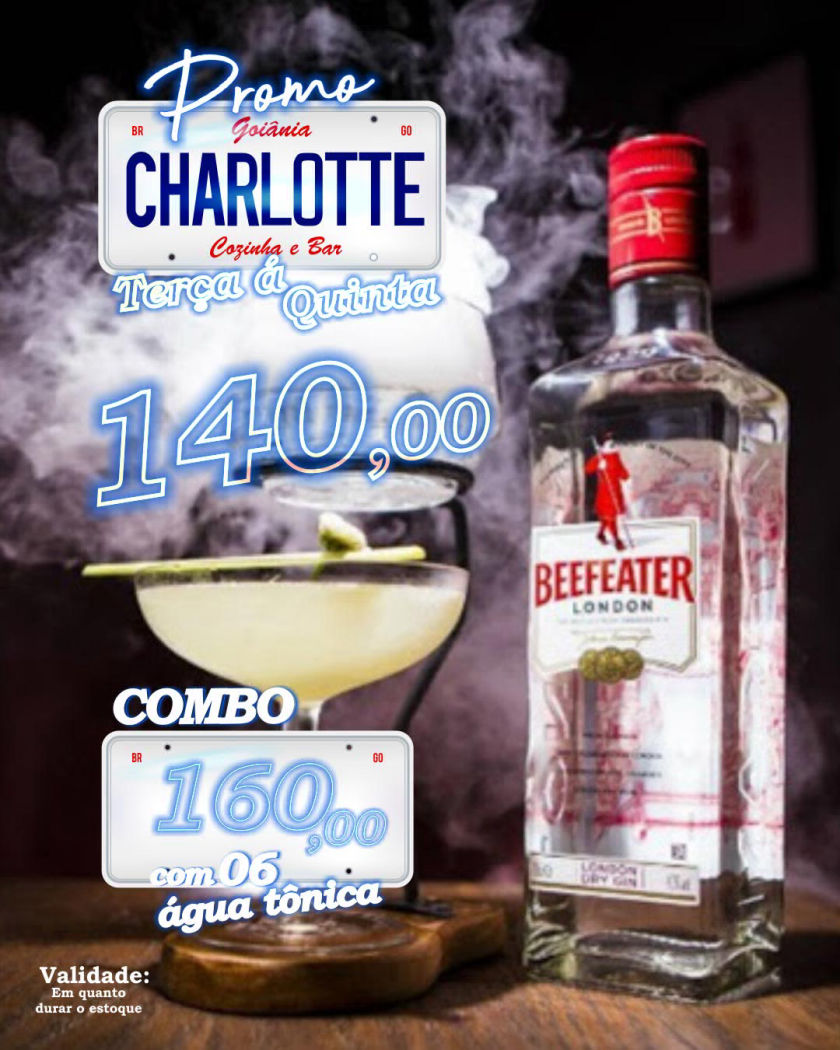 Promo
BR Goiânia GO
CHARLOTTE
Cozinha e Bar
Terça á
Quinta
140,00
B
BEEFEATER
LONDON
COMBO
BR GO
160,00
com 06
água tônica
LONDON
DRY GIN
Validade:
Em quanto
durar o estoque